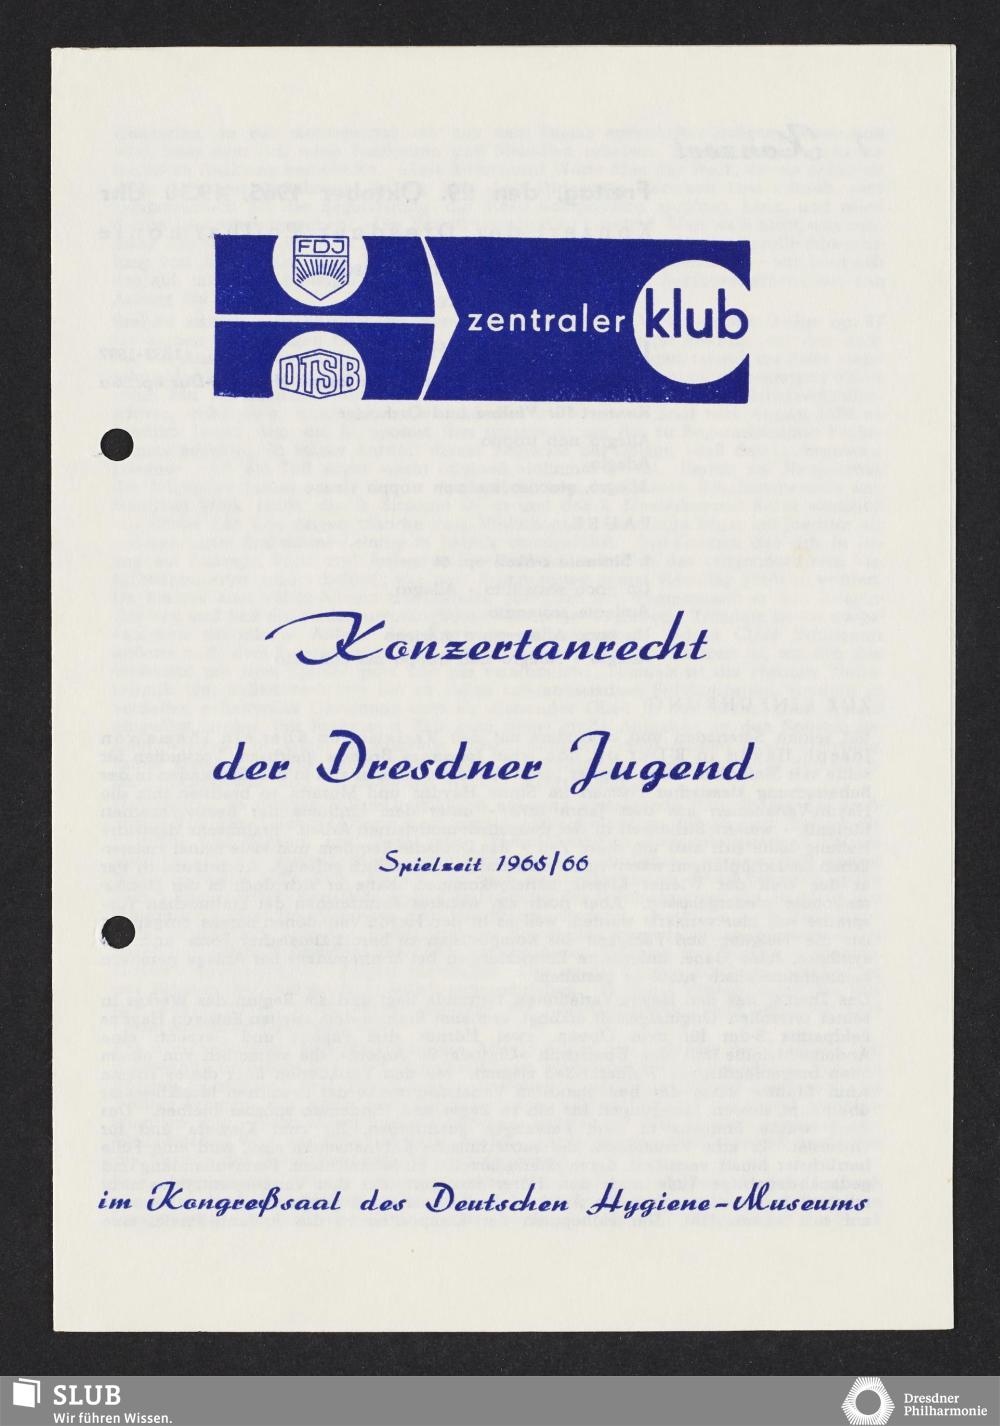 FDJ
DTSB
zentraler klub
Konzertanrecht
der Dresdner Jugend
Spielzeit 1965/66
im Kongreßsaal des Deutschen Hygiene-Museums
SLUB
Wir führen Wissen.
Dresdner
Philharmonie